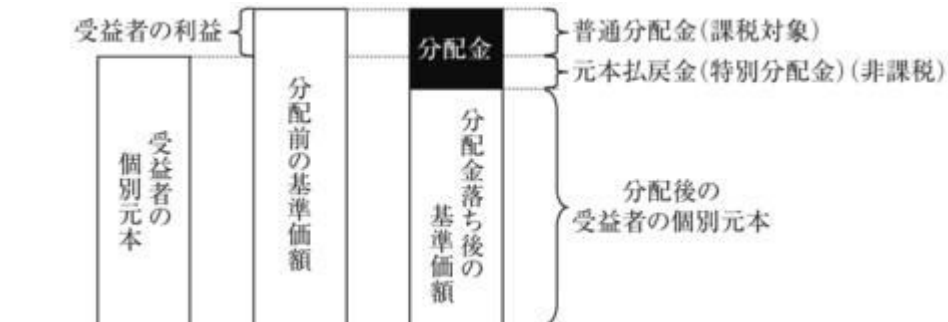 受益者の利益
分配金
普通分配金(課税対象)
元本払戻金(特別分配金)(非課税)
受益者の
個別元本
分配前の基準価額
分配金落ち後の
基準価額
分配後の
受益者の個別元本